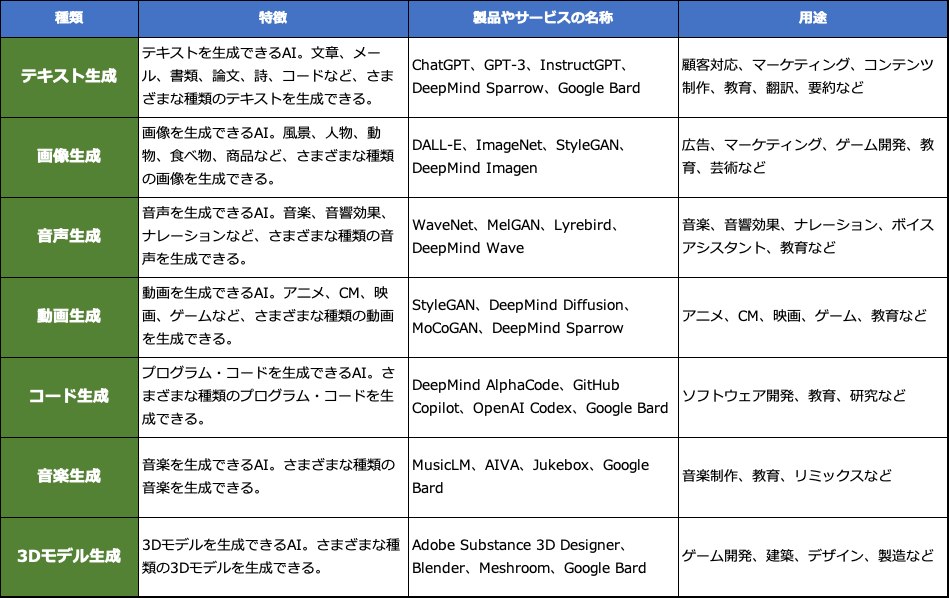 種類
特徴
製品やサービスの名称
用途
テキスト生成
テキストを生成できるAI。文章、メー
ル、書類、論文、詩、コードなど、さま
ざまな種類のテキストを生成できる。
ChatGPT、GPT-3、InstructGPT、
DeepMind Sparrow、Google Bard
顧客対応、マーケティング、コンテンツ
制作、教育、翻訳、要約など
画像生成
画像を生成できるAI。風景、人物、動
物、食べ物、商品など、さまざまな種類
の画像を生成できる。
DALL-E、ImageNet、StyleGAN、
DeepMind Imagen
広告、マーケティング、ゲーム開発、教
育、芸術など
音声生成
音声を生成できるAI。音楽、音響効果、
ナレーションなど、さまざまな種類の音
声を生成できる。
WaveNet、MelGAN、Lyrebird、
DeepMind Wave
音楽、音響効果、ナレーション、ボイス
アシスタント、教育など
動画生成
動画を生成できるAI。アニメ、CM、映
画、ゲームなど、さまざまな種類の動画
を生成できる。
StyleGAN、DeepMind Diffusion、
MoCoGAN、DeepMind Sparrow
アニメ、CM、映画、ゲーム、教育など
コード生成
プログラム・コードを生成できるAI。さ
まざまな種類のプログラム・コードを生
成できる。
DeepMind AlphaCode、GitHub
Copilot、OpenAI Codex、Google Bard
ソフトウェア開発、教育、研究など
音楽生成
音楽を生成できるAI。さまざまな種類の
音楽を生成できる。
MusicLM、AIVA、Jukebox、Google
Bard
音楽制作、教育、リミックスなど
3Dモデル生成
3Dモデルを生成できるAI。さまざまな種
類の3Dモデルを生成できる。
Adobe Substance 3D Designer、
Blender、Meshroom、Google Bard
ゲーム開発、建築、デザイン、製造など